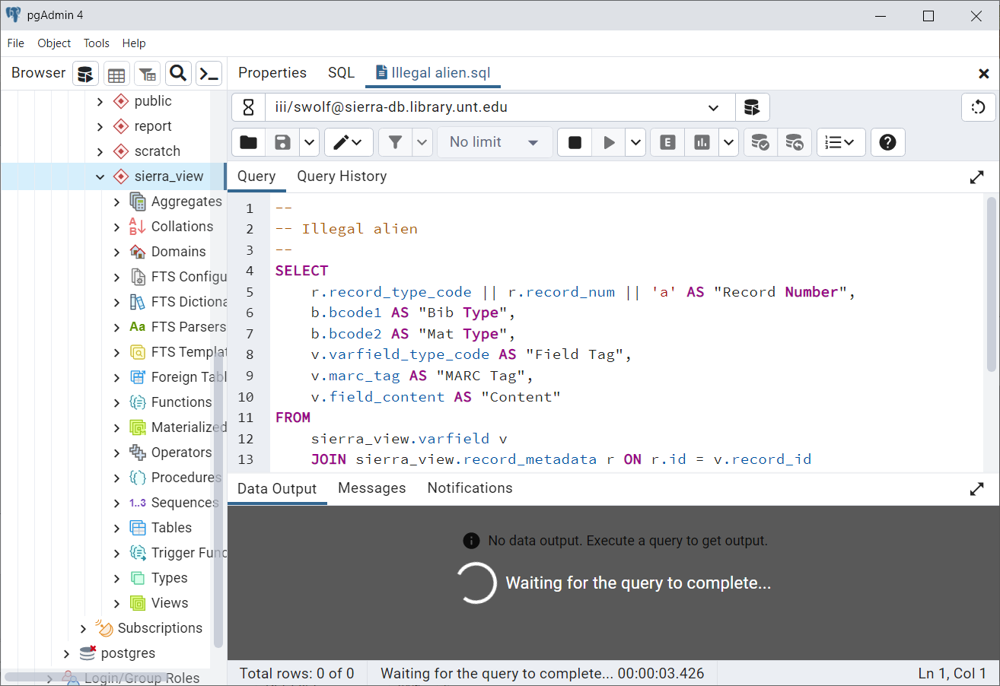 pgAdmin 4
File Object Tools Help
Browser
Properties SQL Illegal alien.sql
public
report
scratch
sierra_view
Aggregates
Collations
Domains
FTS Configu
FTS Dictiona
Aa FTS Parsers
FTS Templat
Foreign Tabl
Functions
Materialized
Operators
Procedures
1..3 Sequences
Tables
Trigger Func
Types
Views
Subscriptions
postgres
Login/Group Roles
iii/swolf@sierra-db.library.unt.edu
No limit
E
Query Query History
1 --
2 -- Illegal alien
3 --
4 SELECT
5 r.record_type_code || r.record_num || 'a' AS "Record Number",
6 b.bcode1 AS "Bib Type",
7 b.bcode2 AS "Mat Type",
8 v.varfield_type_code AS "Field Tag",
9 v.marc_tag AS "MARC Tag",
10 v.field_content AS "Content"
11 FROM
12 sierra_view.varfield v
13 JOIN sierra_view.record_metadata r ON r.id = v.record_id
Data Output Messages Notifications
No data output. Execute a query to get output.
Waiting for the query to complete...
Total rows: 0 of 0 Waiting for the query to complete... 00:00:03.426 Ln 1, Col 1